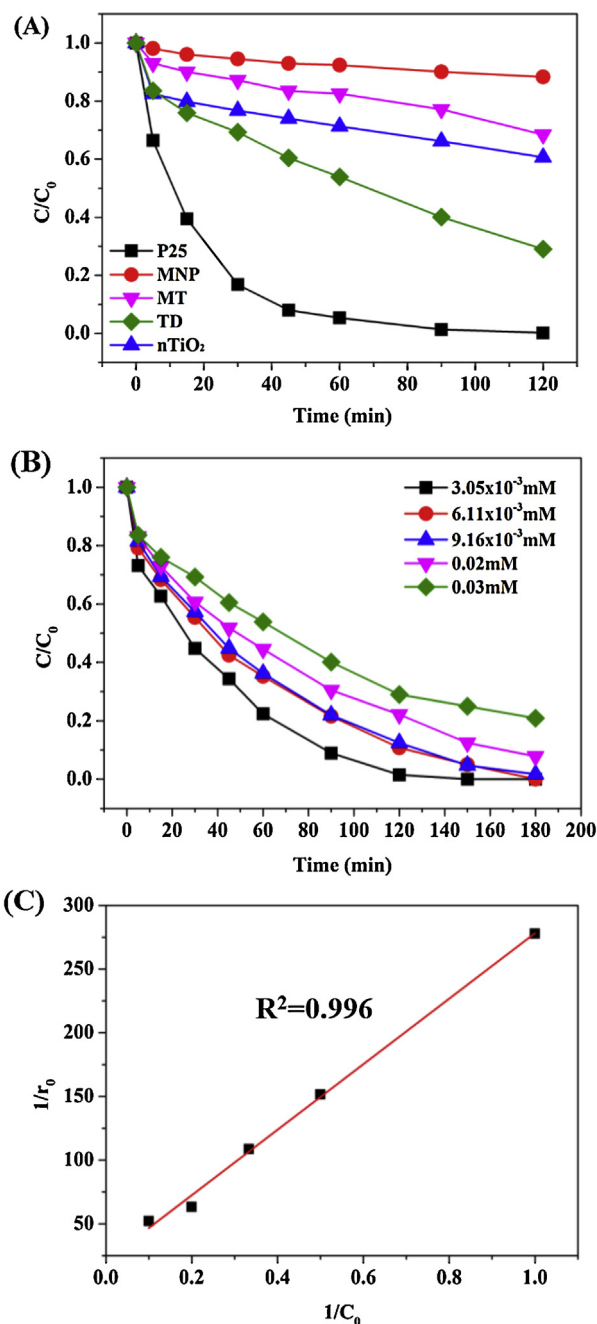 (A)
1.0
0.8
0.6
0.4
0.2
0.0
C/C₀
P25
MNP
MT
TD
nTiO₂
0 20 40 60 80 100 120
Time (min)
(B)
1.0
0.8
0.6
0.4
0.2
0.0
C/C₀
3.05x10⁻³mM
6.11x10⁻³mM
9.16x10⁻³mM
0.02mM
0.03mM
0 20 40 60 80 100 120 140 160 180 200
Time (min)
(C)
300
250
200
150
100
50
1/r₀
R²=0.996
0.0 0.2 0.4 0.6 0.8 1.0
1/C₀